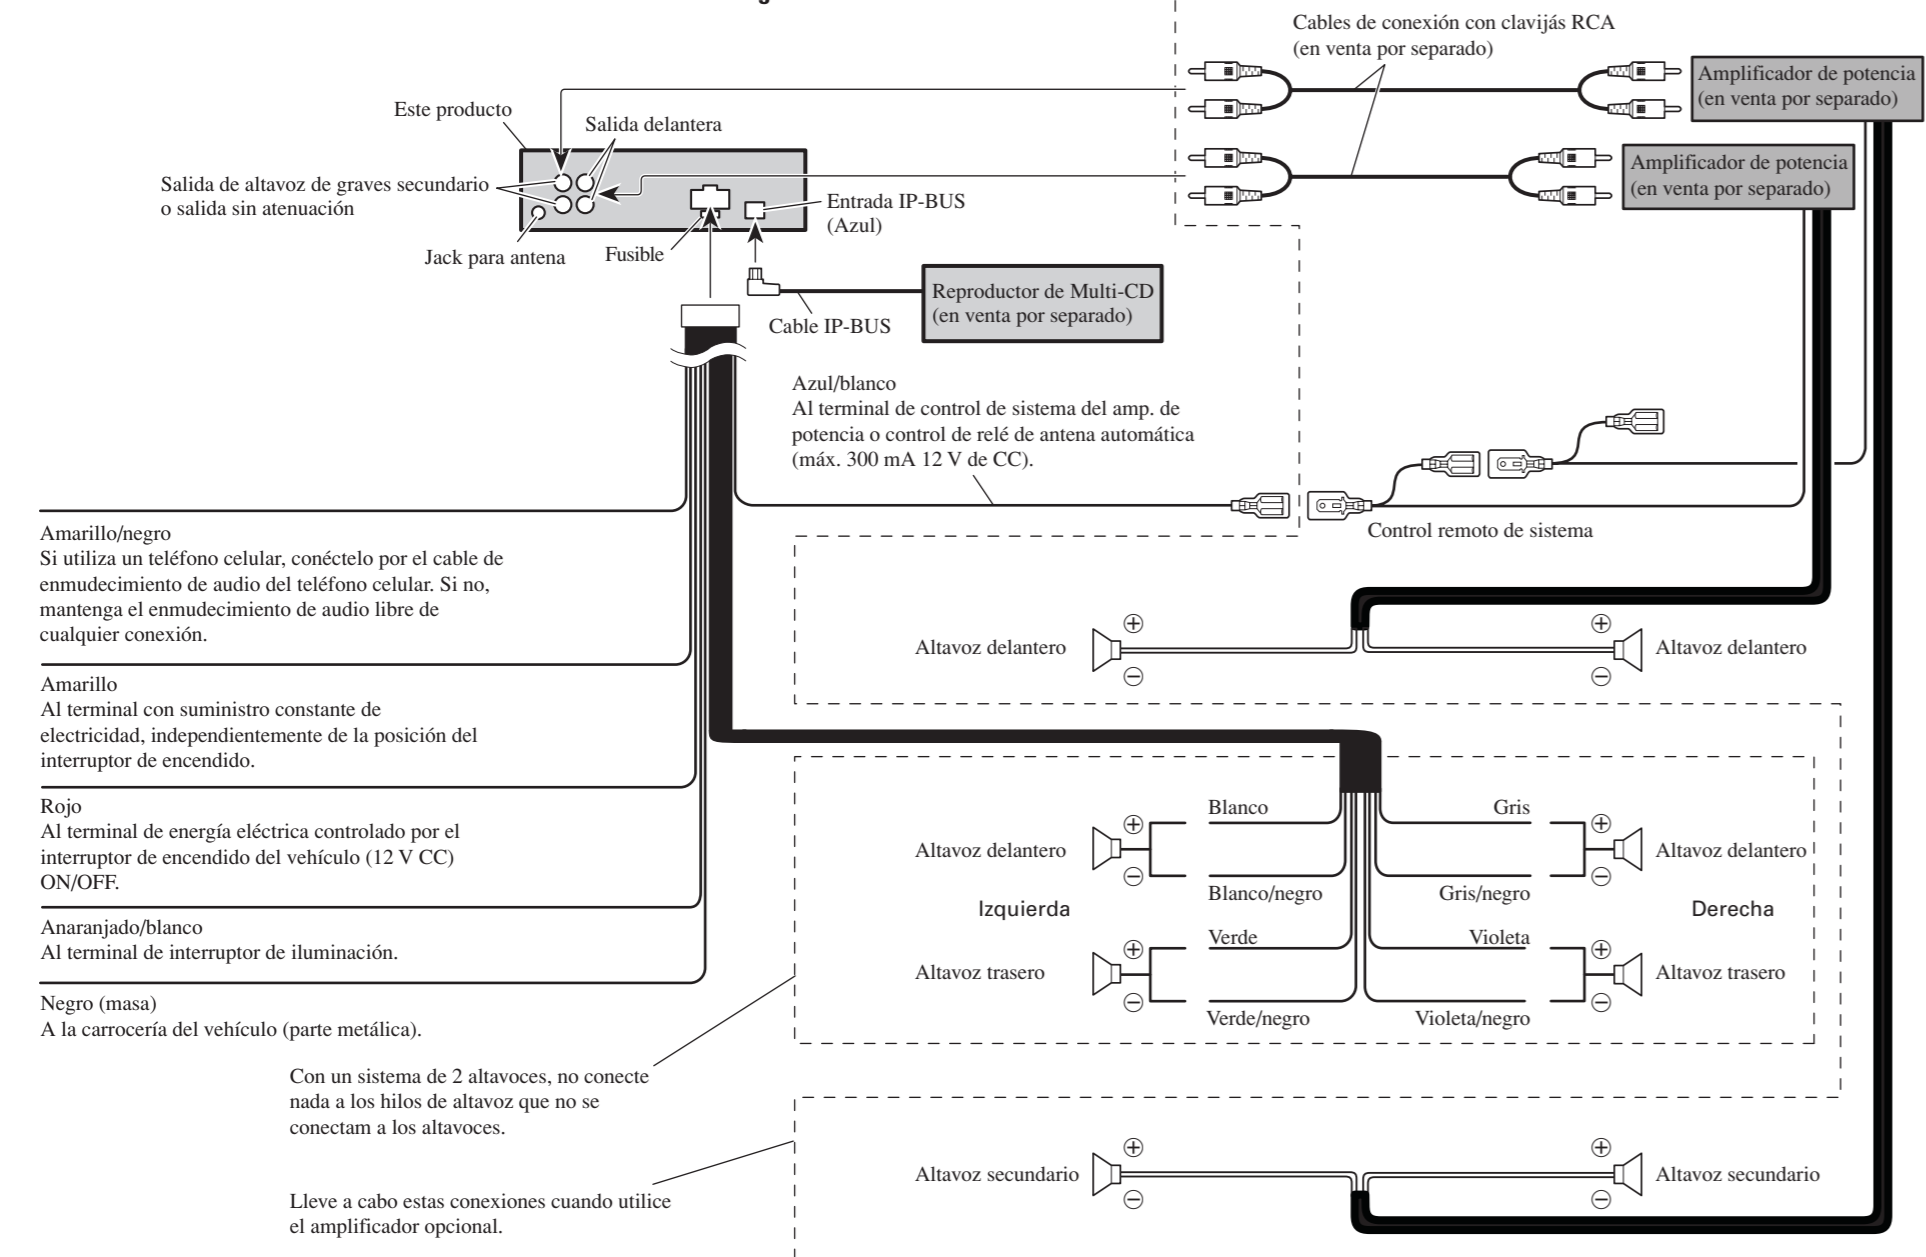 Cables de conexión con clavijás RCA
(en venta por separado)
Amplificador de potencia
(en venta por separado)
Este producto
Salida delantera
Amplificador de potencia
(en venta por separado)
Salida de altavoz de graves secundario
o salida sin atenuación
Entrada IP-BUS
(Azul)
Jack para antena
Fusible
Reproductor de Multi-CD
(en venta por separado)
Cable IP-BUS
Azul/blanco
Al terminal de control de sistema del amp. de
potencia o control de relé de antena automática
(máx. 300 mA 12 V de CC).
Control remoto de sistema
Amarillo/negro
Si utiliza un teléfono celular, conéctelo por el cable de
enmudecimiento de audio del teléfono celular. Si no,
mantenga el enmudecimiento de audio libre de
cualquier conexión.
Altavoz delantero
+
−
+
−
Altavoz delantero
Amarillo
Al terminal con suministro constante de
electricidad, independientemente de la posición del
interruptor de encendido.
Rojo
Al terminal de energía eléctrica controlado por el
interruptor de encendido del vehículo (12 V CC)
ON/OFF.
Anaranjado/blanco
Al terminal de interruptor de iluminación.
Negro (masa)
A la carrocería del vehículo (parte metálica).
Blanco
Gris
Altavoz delantero
+
−
+
−
Altavoz delantero
Blanco/negro
Gris/negro
Izquierda
Derecha
Verde
Violeta
Altavoz trasero
+
−
+
−
Altavoz trasero
Verde/negro
Violeta/negro
Con un sistema de 2 altavoces, no conecte
nada a los hilos de altavoz que no se
conectam a los altavoces.
Altavoz secundario
+
−
+
−
Altavoz secundario
Lleve a cabo estas conexiones cuando utilice
el amplificador opcional.